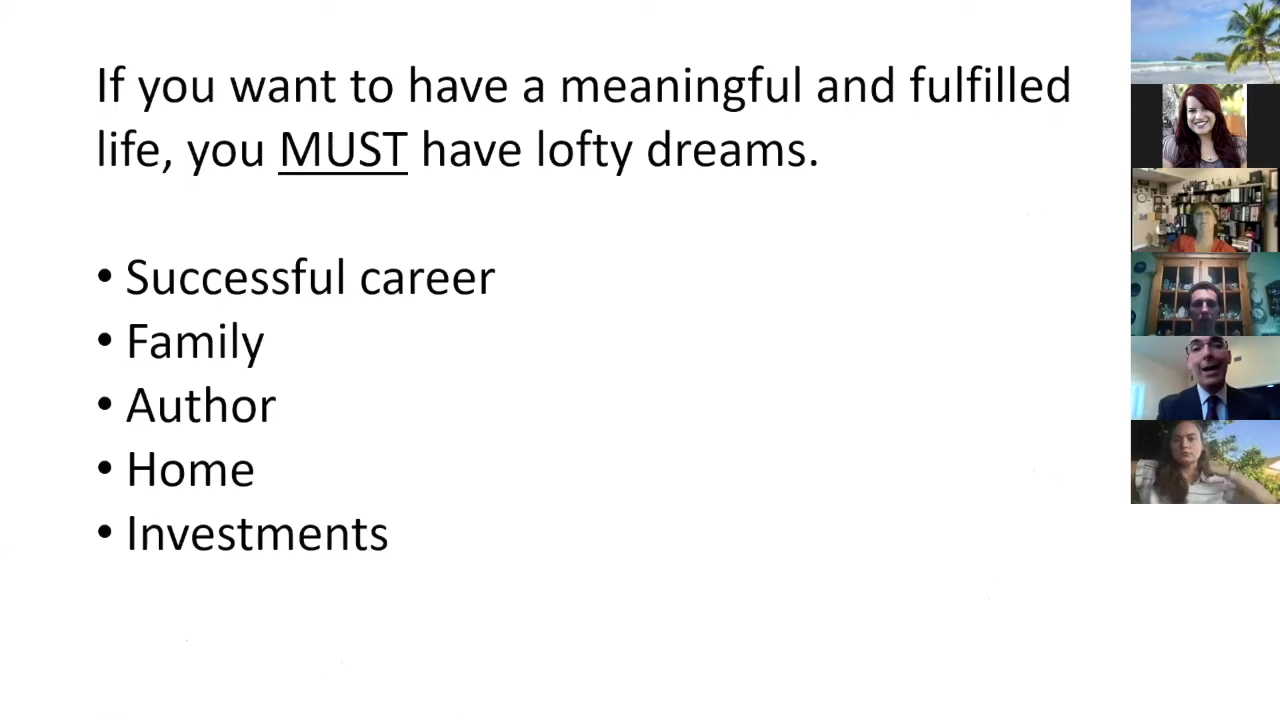 If you want to have a meaningful and fulfilled
life, you MUST have lofty dreams.
• Successful career
• Family
• Author
• Home
• Investments